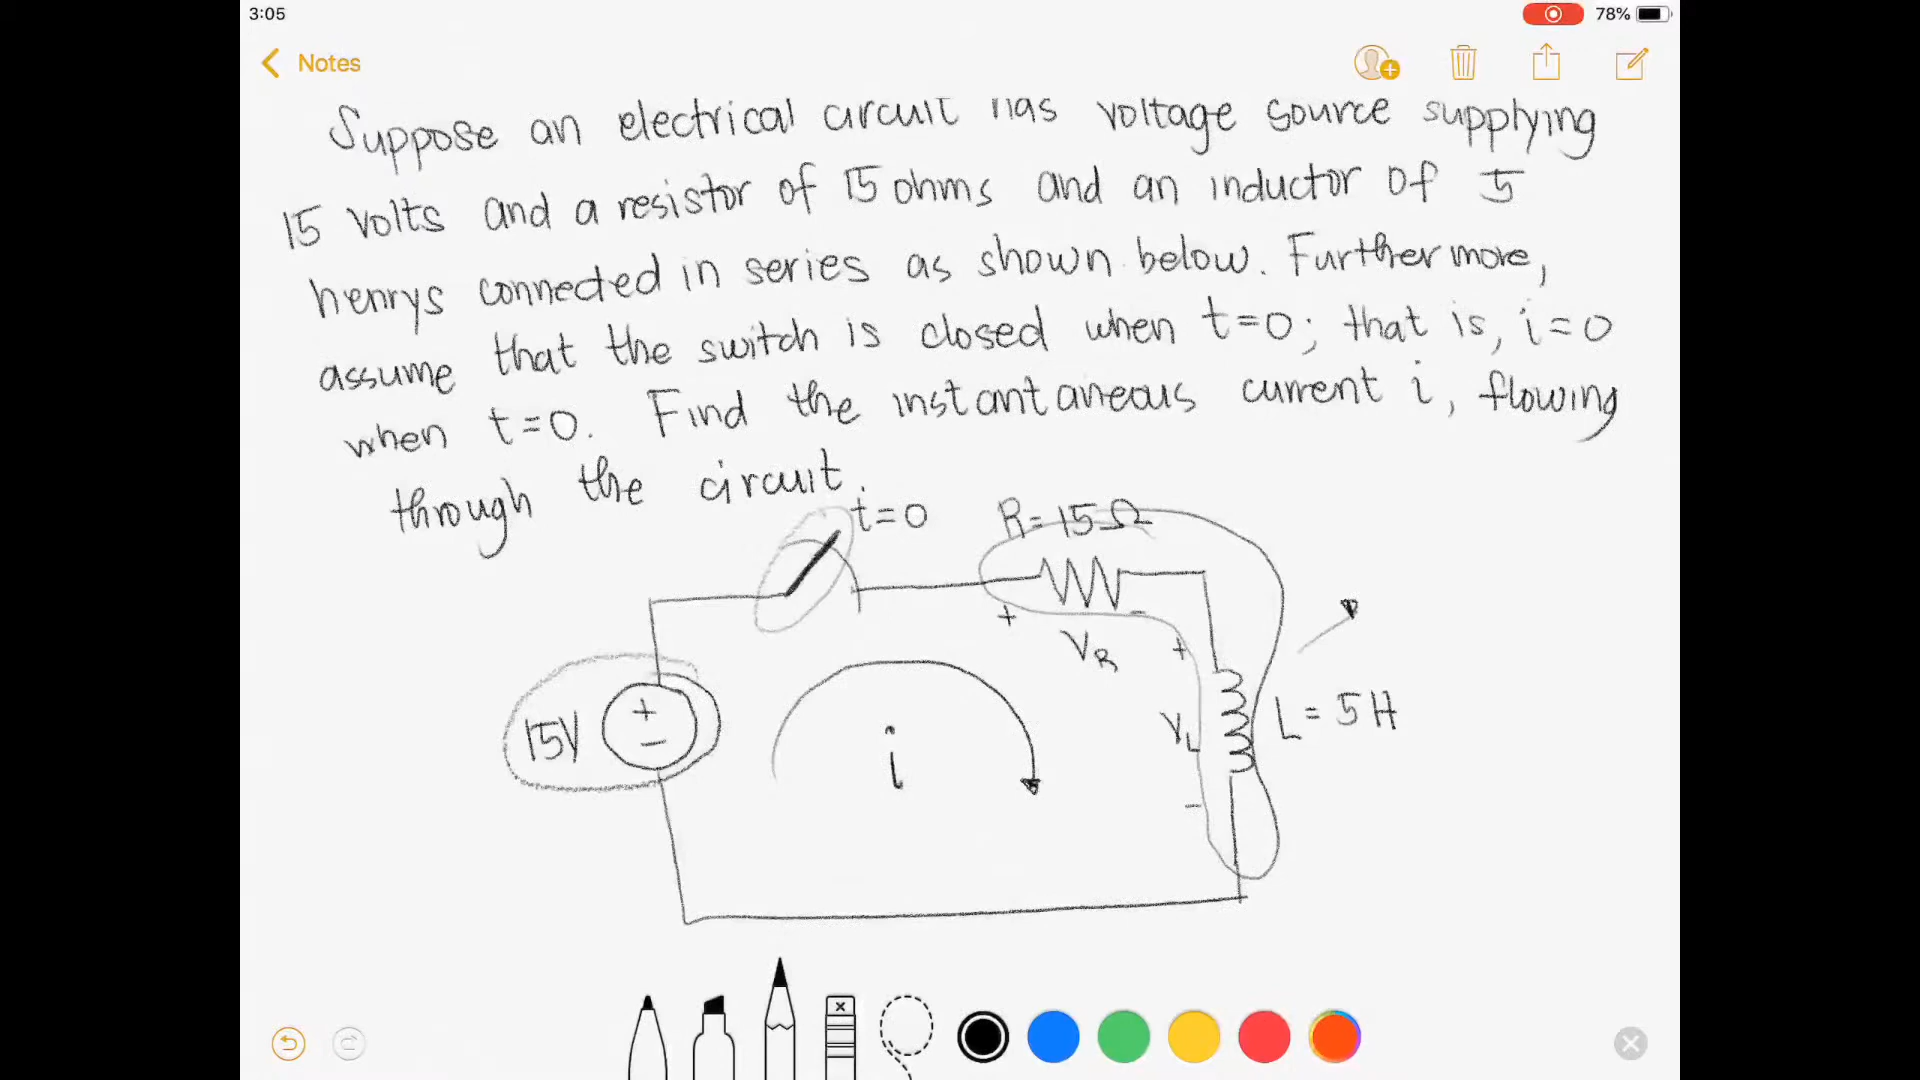 3:05
78%
Notes
Suppose an electrical circuit has voltage source supplying
15 volts and a resistor of 15 ohms and an inductor of 5
henrys connected in series as shown below. Furthermore,
assume that the switch is closed when t=0; that is, i=0
when t=0. Find the instantaneous current i, flowing
through the circuit.
t=0
R=15Ω
+ -
VR
+
15V
+
-
i
VL
L=5H
-